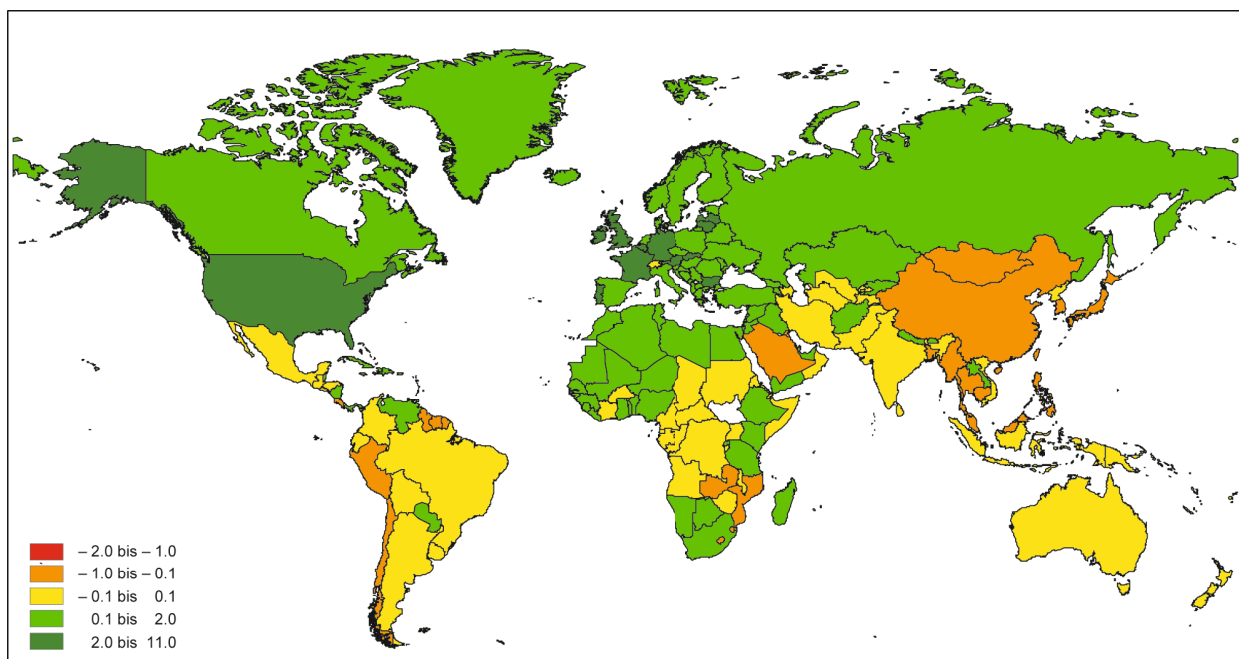 – 2.0 bis – 1.0
– 1.0 bis – 0.1
– 0.1 bis 0.1
0.1 bis 2.0
2.0 bis 11.0